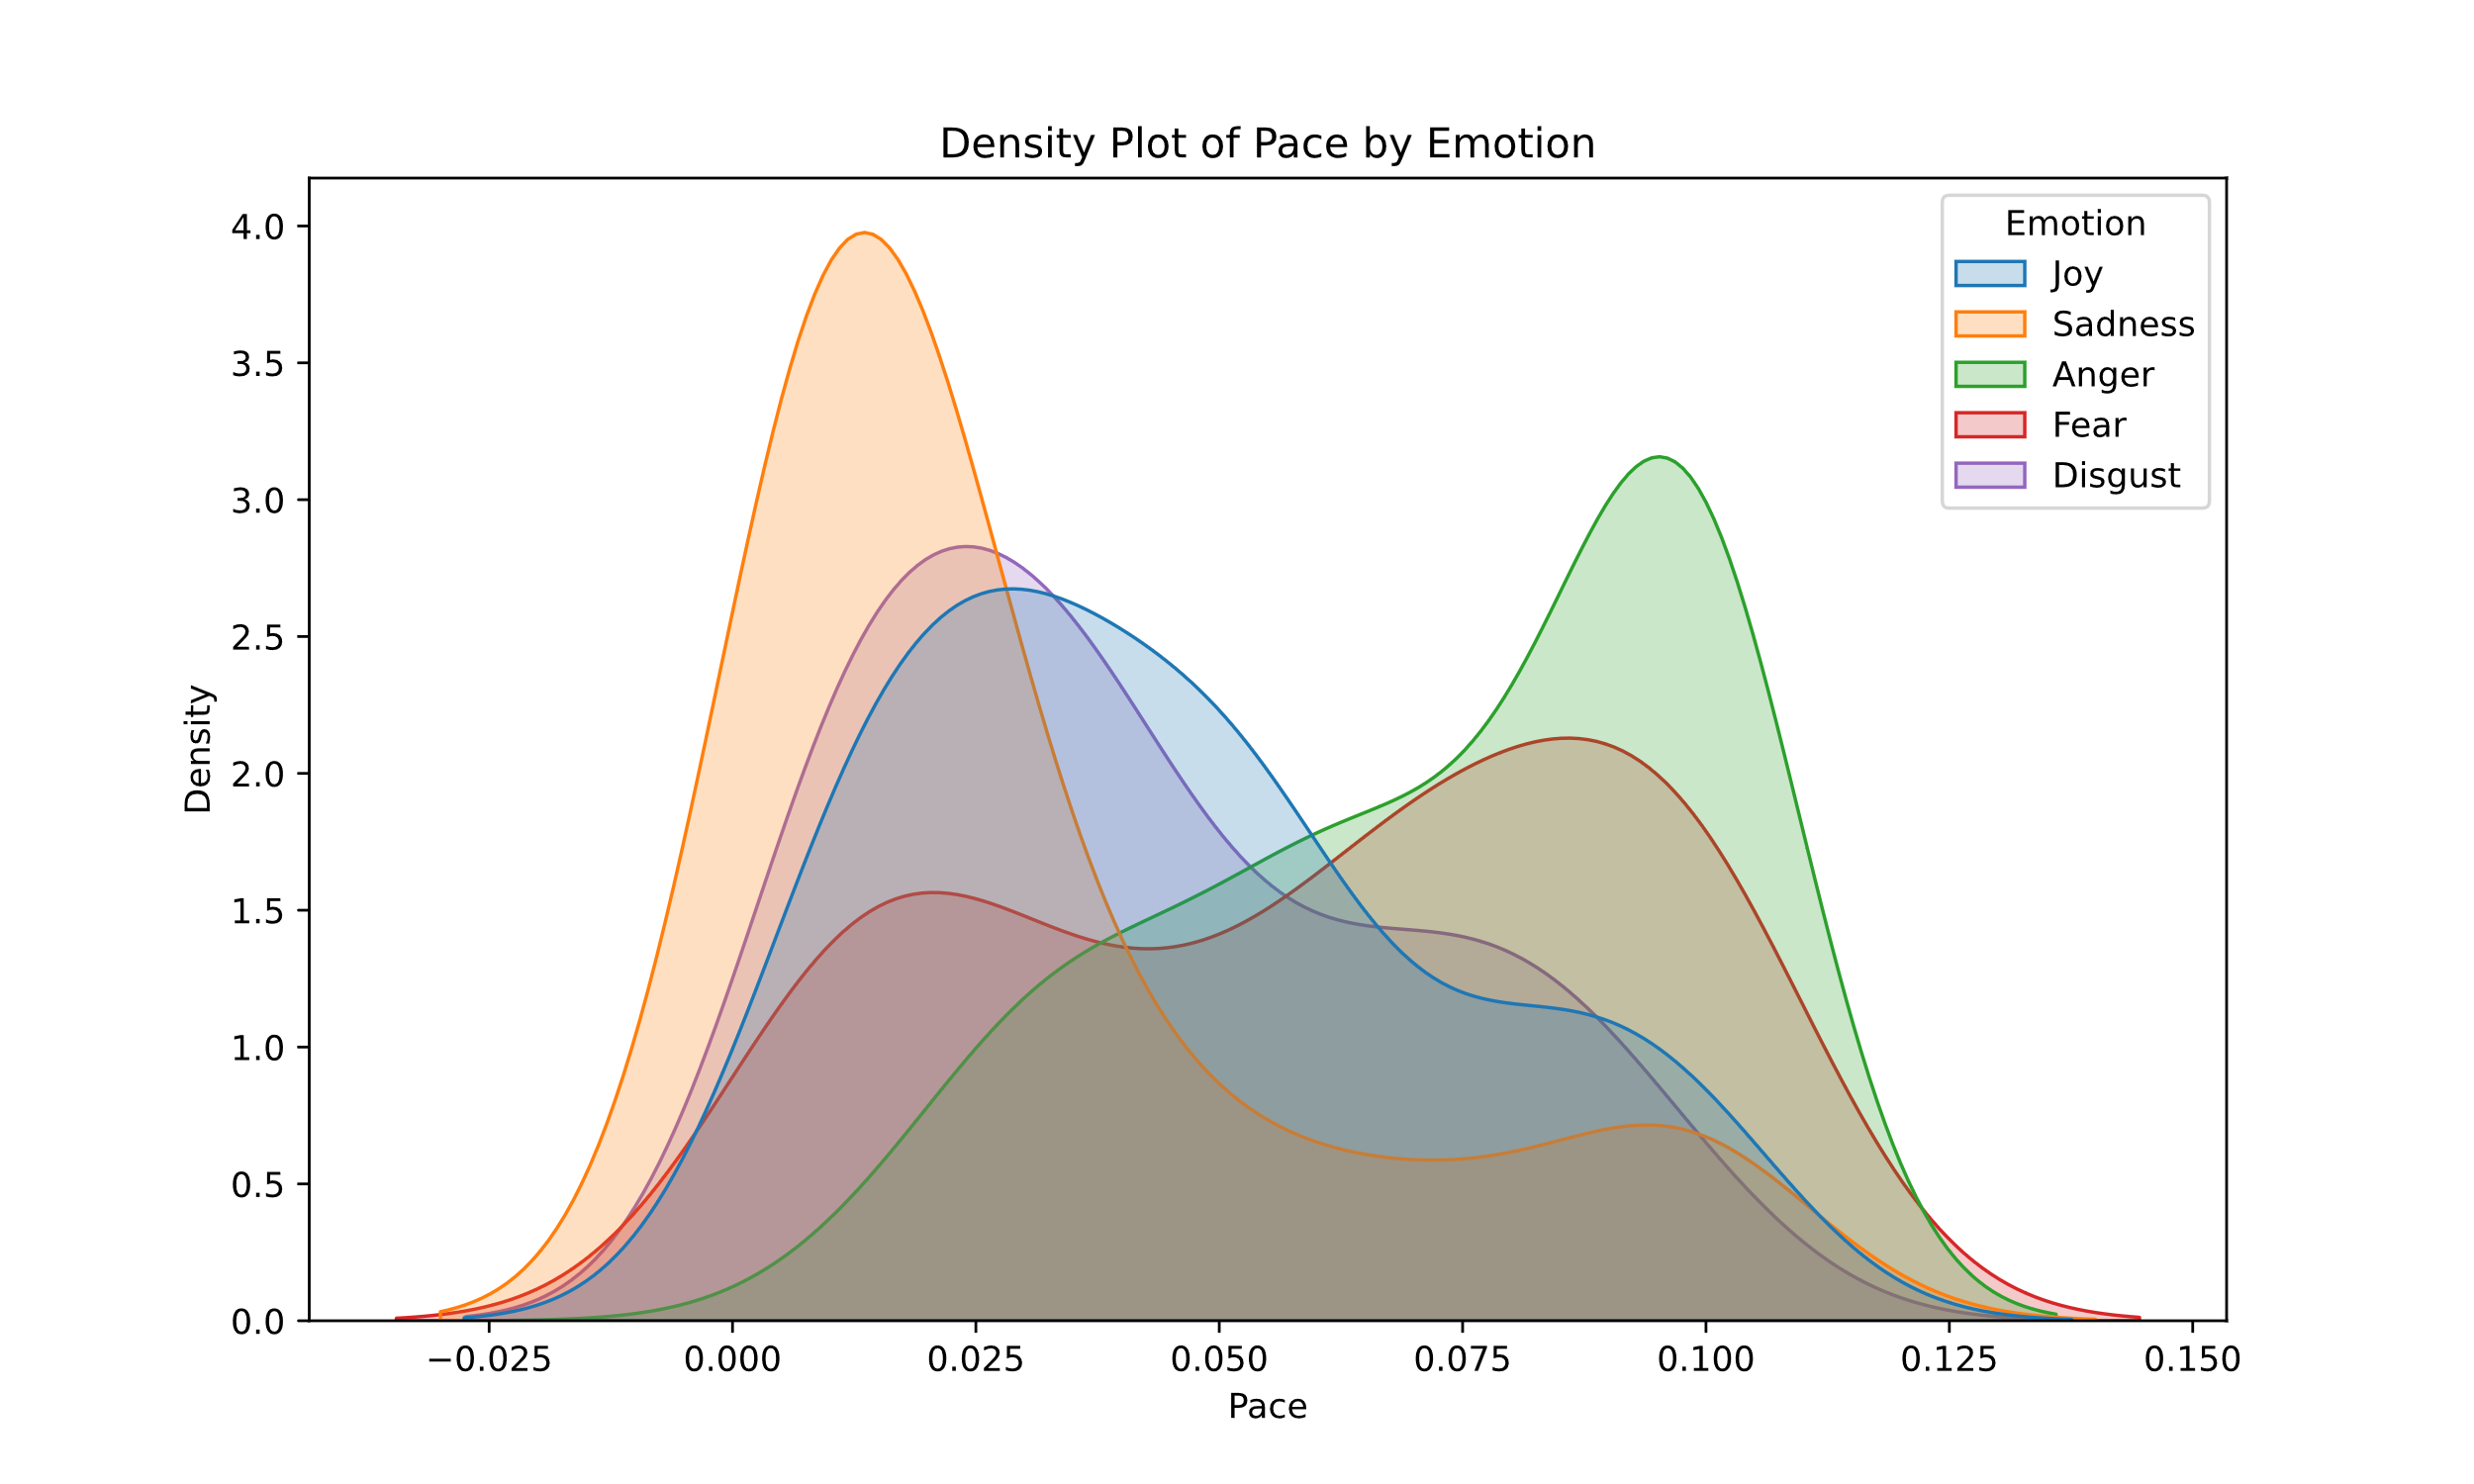 Density Plot of Pace by Emotion
Emotion
Joy
Sadness
Anger
Fear
Disgust
Density
4.0
3.5
3.0
2.5
2.0
1.5
1.0
0.5
0.0
−0.025 0.000 0.025 0.050 0.075 0.100 0.125 0.150
Pace